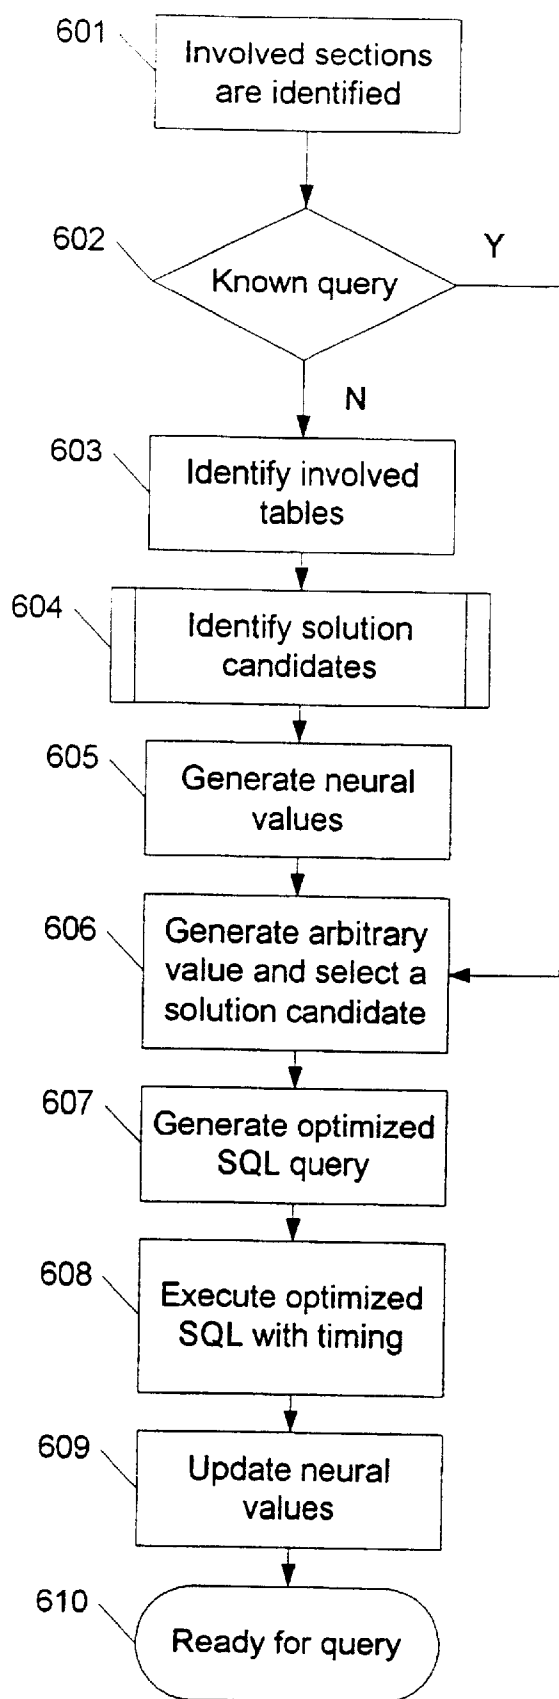 601
Involved sections
are identified
602
Known query
Y
N
603
Identify involved
tables
604
Identify solution
candidates
605
Generate neural
values
606
Generate arbitrary
value and select a
solution candidate
607
Generate optimized
SQL query
608
Execute optimized
SQL with timing
609
Update neural
values
610
Ready for query